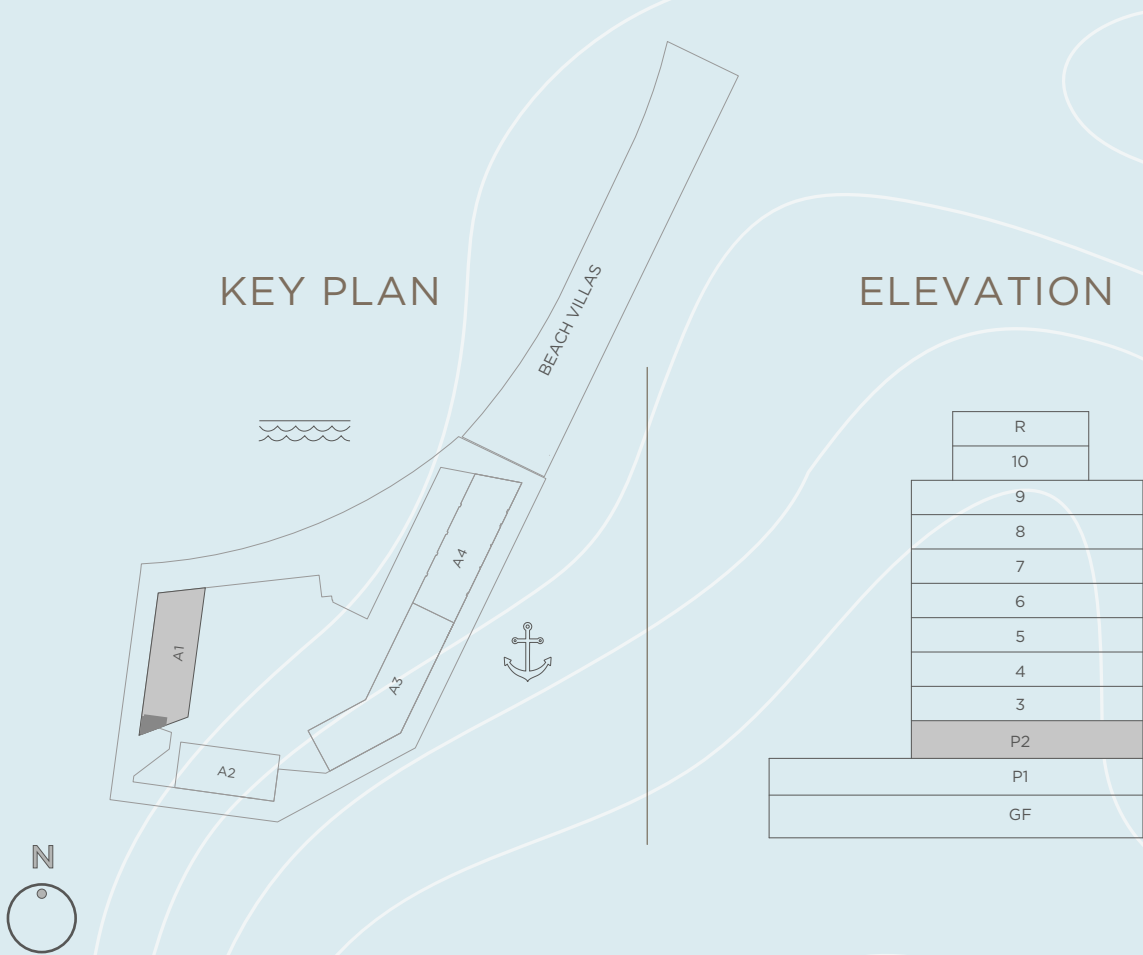 KEY PLAN
BEACH VILLAS
A4
A1
A3
A2
N
ELEVATION
R
10
9
8
7
6
5
4
3
P2
P1
GF